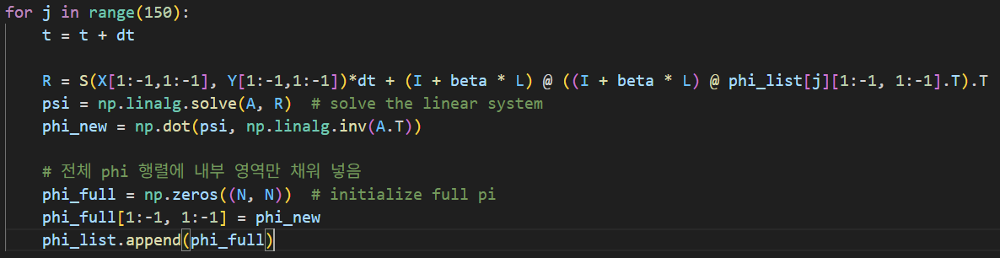 for j in range(150):
    t = t + dt

    R = S(X[1:-1,1:-1], Y[1:-1,1:-1])*dt + (I + beta * L) @ ((I + beta * L) @ phi_list[j][1:-1, 1:-1].T).T
    psi = np.linalg.solve(A, R)  # solve the linear system
    phi_new = np.dot(psi, np.linalg.inv(A.T))

    # 전체 phi 행렬에 내부 영역만 채워 넣음
    phi_full = np.zeros((N, N))  # initialize full pi
    phi_full[1:-1, 1:-1] = phi_new
    phi_list.append(phi_full)